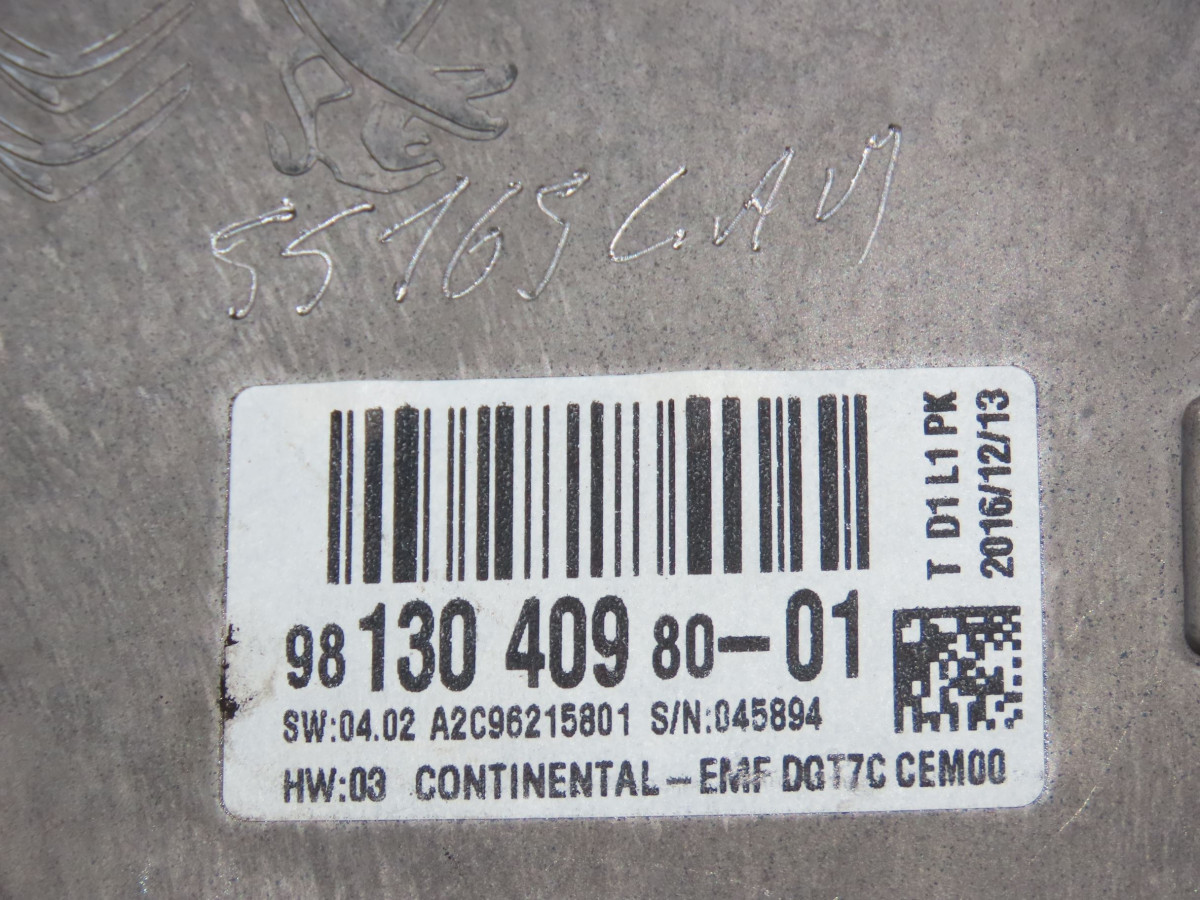 55165
98 130 409 80-01
SW:04.02 A2C96215801 S/N:045894
HW:03 CONTINENTAL-EMF DGT7C CEM00
T D1 L1 PK
2016/12/13